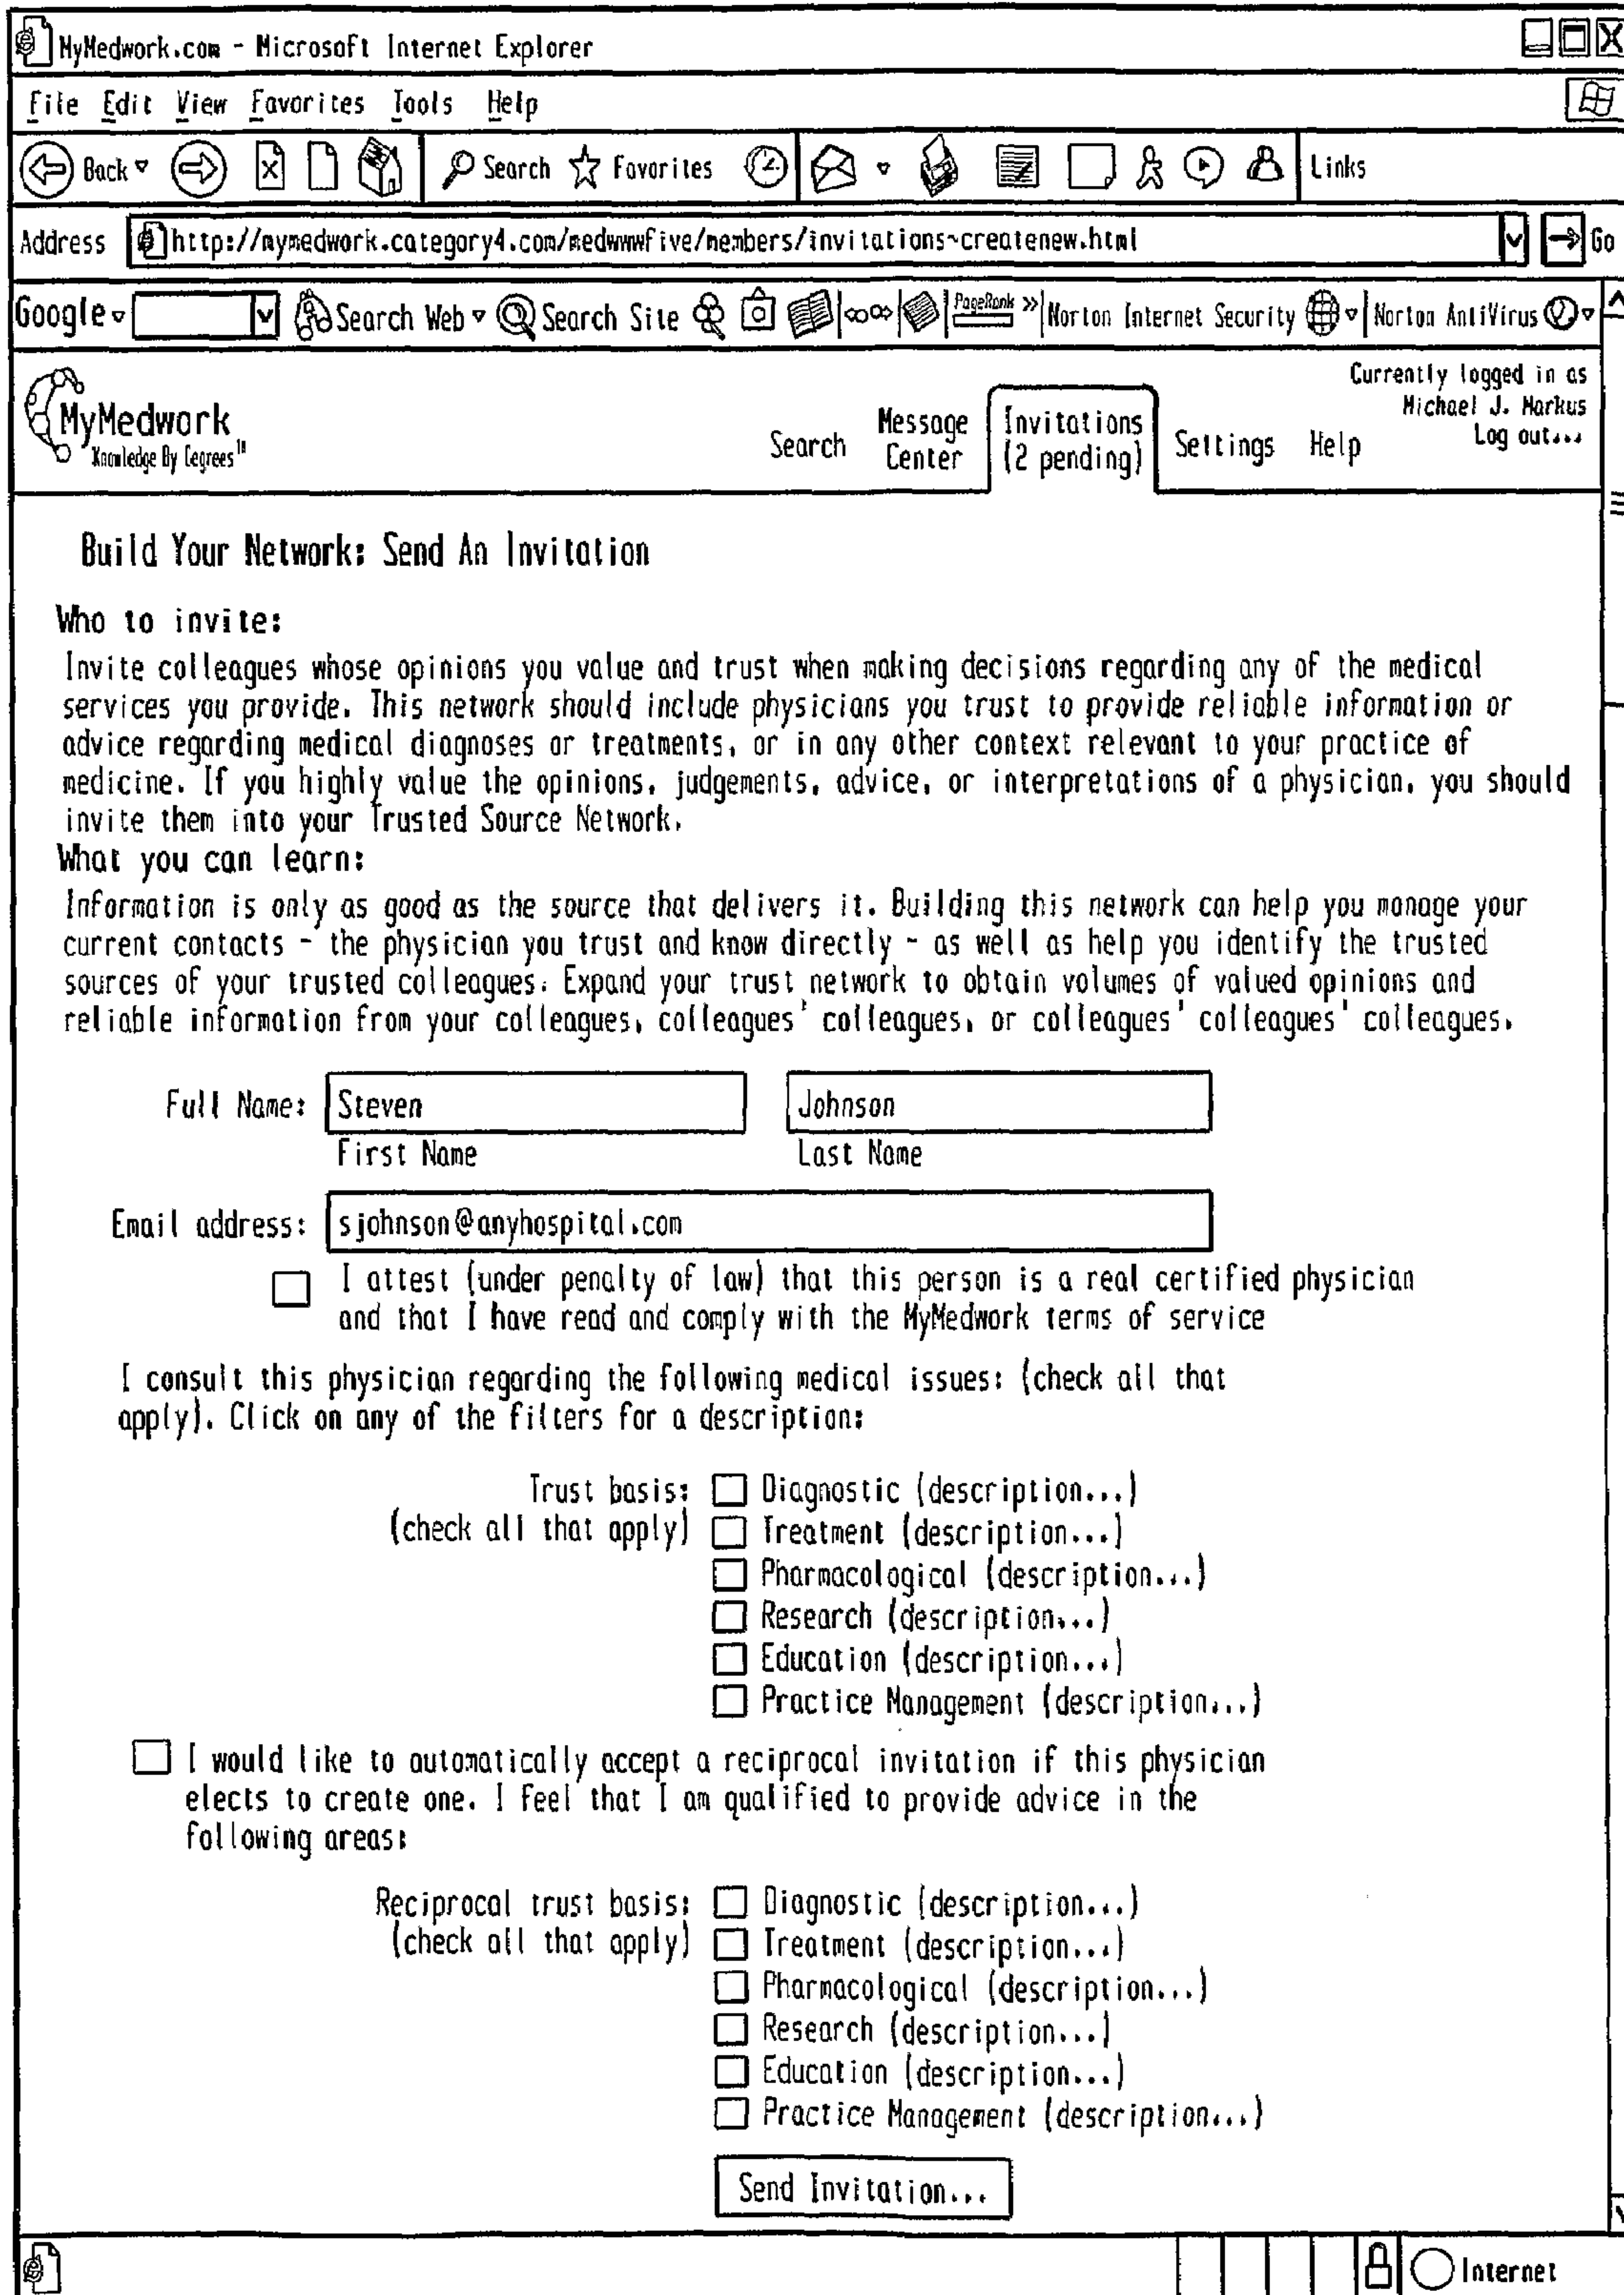 MyMedwork.com - Microsoft Internet Explorer
File Edit View Favorites Tools Help
Back Search Favorites Links
Address http://mymedwork.category4.com/medwwwfive/members/invitations~createnew.html Go
Google Search Web Search Site PageRank >> Norton Internet Security Norton AntiVirus
Currently logged in as
Michael J. Markus
Log out...
MyMedwork
Knowledge By Degrees
Search Message Center Invitations (2 pending) Settings Help
Build Your Network: Send An Invitation
Who to invite:
Invite colleagues whose opinions you value and trust when making decisions regarding any of the medical
services you provide. This network should include physicians you trust to provide reliable information or
advice regarding medical diagnoses or treatments, or in any other context relevant to your practice of
medicine. If you highly value the opinions, judgements, advice, or interpretations of a physician, you should
invite them into your Trusted Source Network.
What you can learn:
Information is only as good as the source that delivers it. Building this network can help you manage your
current contacts - the physician you trust and know directly - as well as help you identify the trusted
sources of your trusted colleagues. Expand your trust network to obtain volumes of valued opinions and
reliable information from your colleagues, colleagues' colleagues, or colleagues' colleagues' colleagues.
Full Name: Steven Johnson
First Name Last Name
Email address: sjohnson@anyhospital.com
I attest (under penalty of law) that this person is a real certified physician
and that I have read and comply with the MyMedwork terms of service
I consult this physician regarding the following medical issues: (check all that
apply). Click on any of the filters for a description:
Trust basis: Diagnostic (description...)
(check all that apply) Treatment (description...)
Pharmacological (description...)
Research (description...)
Education (description...)
Practice Management (description...)
I would like to automatically accept a reciprocal invitation if this physician
elects to create one. I feel that I am qualified to provide advice in the
following areas:
Reciprocal trust basis: Diagnostic (description...)
(check all that apply) Treatment (description...)
Pharmacological (description...)
Research (description...)
Education (description...)
Practice Management (description...)
Send Invitation...
Internet